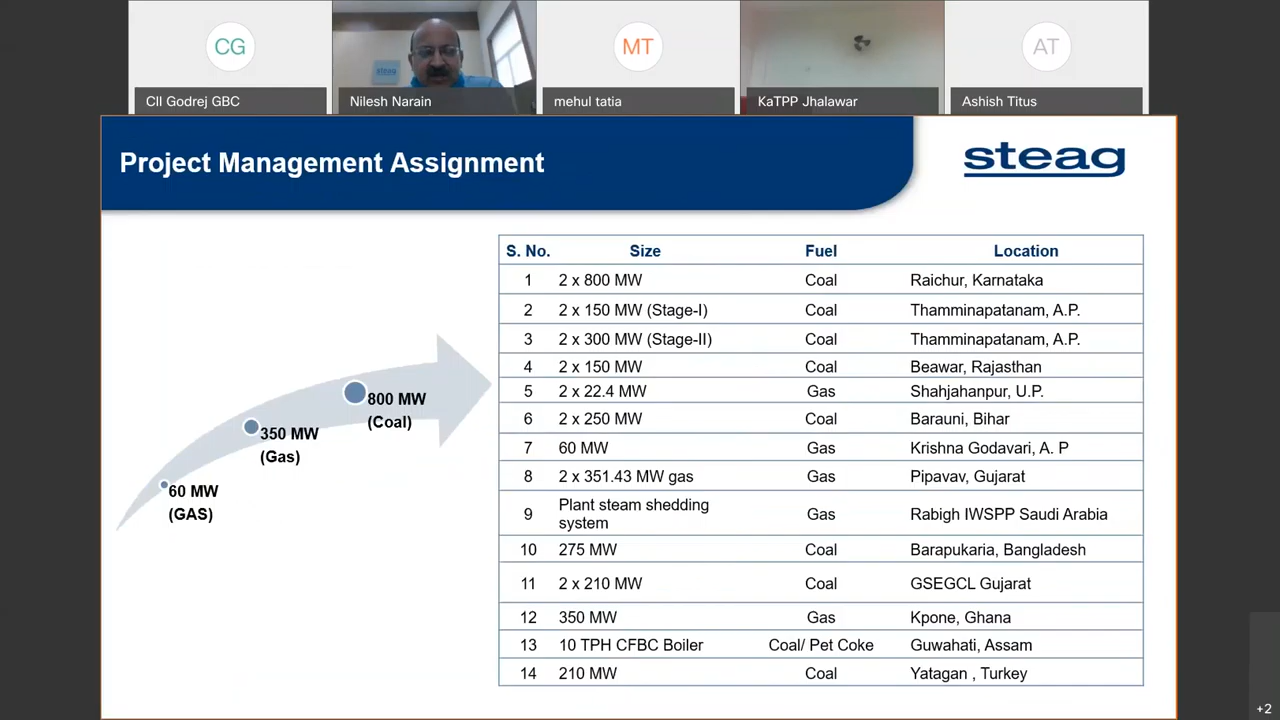 CG
MT
AT
steag
CII Godrej GBC
Nilesh Narain
mehul tatia
KaTPP Jhalawar
Ashish Titus
Project Management Assignment
steag
60 MW
(GAS)
350 MW
(Gas)
800 MW
(Coal)
S. No. Size Fuel Location
1 2 x 800 MW Coal Raichur, Karnataka
2 2 x 150 MW (Stage-I) Coal Thamminapatanam, A.P.
3 2 x 300 MW (Stage-II) Coal Thamminapatanam, A.P.
4 2 x 150 MW Coal Beawar, Rajasthan
5 2 x 22.4 MW Gas Shahjahanpur, U.P.
6 2 x 250 MW Coal Barauni, Bihar
7 60 MW Gas Krishna Godavari, A. P
8 2 x 351.43 MW gas Gas Pipavav, Gujarat
9 Plant steam shedding
system Gas Rabigh IWSPP Saudi Arabia
10 275 MW Coal Barapukaria, Bangladesh
11 2 x 210 MW Coal GSEGCL Gujarat
12 350 MW Gas Kpone, Ghana
13 10 TPH CFBC Boiler Coal/ Pet Coke Guwahati, Assam
14 210 MW Coal Yatagan , Turkey
+2